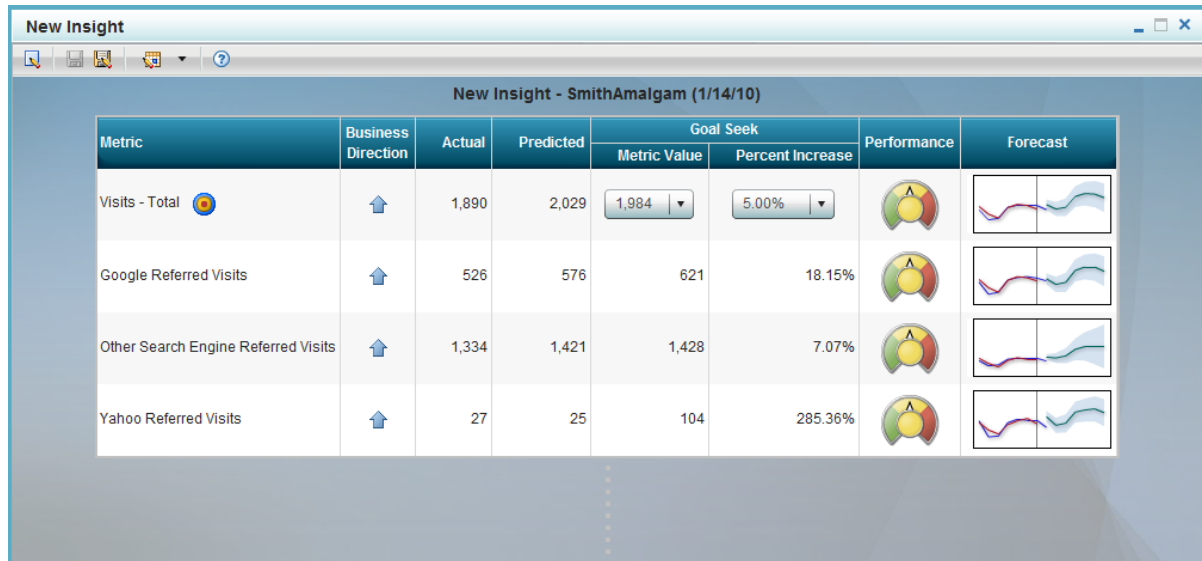 New Insight
New Insight - SmithAmalgam (1/14/10)
Metric Business Direction Actual Predicted Goal Seek Performance Forecast
Metric Value Percent Increase
Visits - Total 1,890 2,029 1,984 5.00%
Google Referred Visits 526 576 621 18.15%
Other Search Engine Referred Visits 1,334 1,421 1,428 7.07%
Yahoo Referred Visits 27 25 104 285.36%